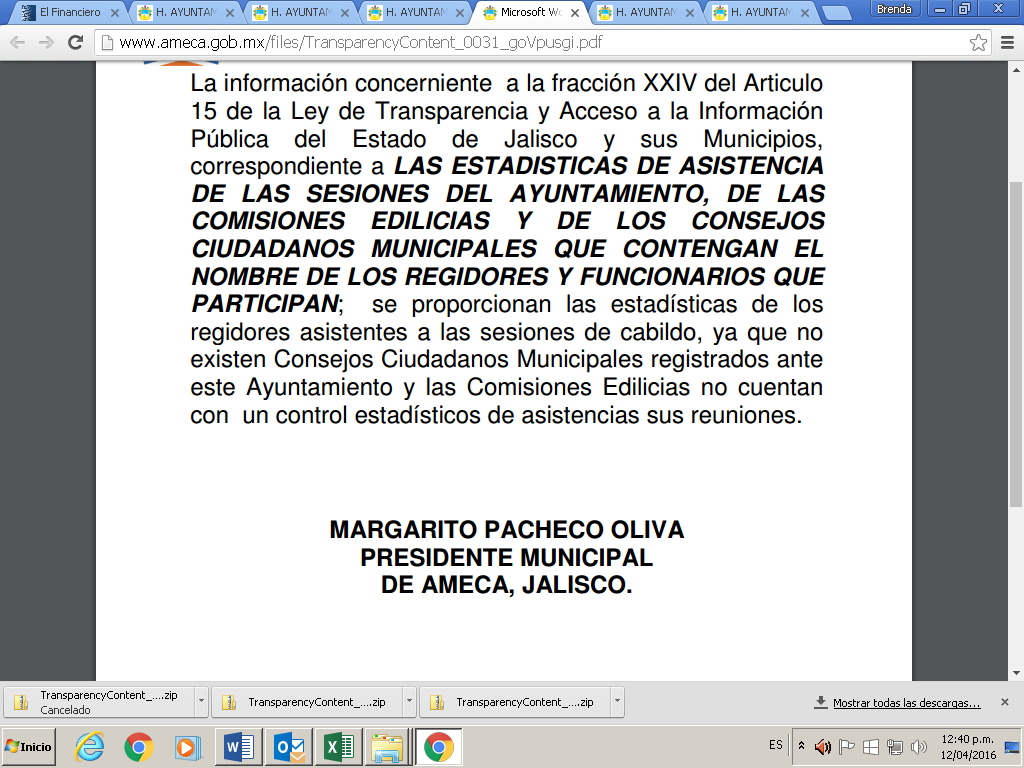 El Financiero
H. AYUNTAM
H. AYUNTAM
H. AYUNTAM
Microsoft Wo
H. AYUNTAM
H. AYUNTAM
Brenda
www.ameca.gob.mx/files/TransparencyContent_0031_goVpusgi.pdf
La información concerniente a la fracción XXIV del Articulo
15 de la Ley de Transparencia y Acceso a la Información
Pública del Estado de Jalisco y sus Municipios,
correspondiente a LAS ESTADISTICAS DE ASISTENCIA
DE LAS SESIONES DEL AYUNTAMIENTO, DE LAS
COMISIONES EDILICIAS Y DE LOS CONSEJOS
CIUDADANOS MUNICIPALES QUE CONTENGAN EL
NOMBRE DE LOS REGIDORES Y FUNCIONARIOS QUE
PARTICIPAN; se proporcionan las estadísticas de los
regidores asistentes a las sesiones de cabildo, ya que no
existen Consejos Ciudadanos Municipales registrados ante
este Ayuntamiento y las Comisiones Edilicias no cuentan
con un control estadísticos de asistencias sus reuniones.
MARGARITO PACHECO OLIVA
PRESIDENTE MUNICIPAL
DE AMECA, JALISCO.
TransparencyContent_....zip
Cancelado
TransparencyContent_....zip
TransparencyContent_....zip
Mostrar todas las descargas...
Inicio
ES
12:40 p.m.
12/04/2016